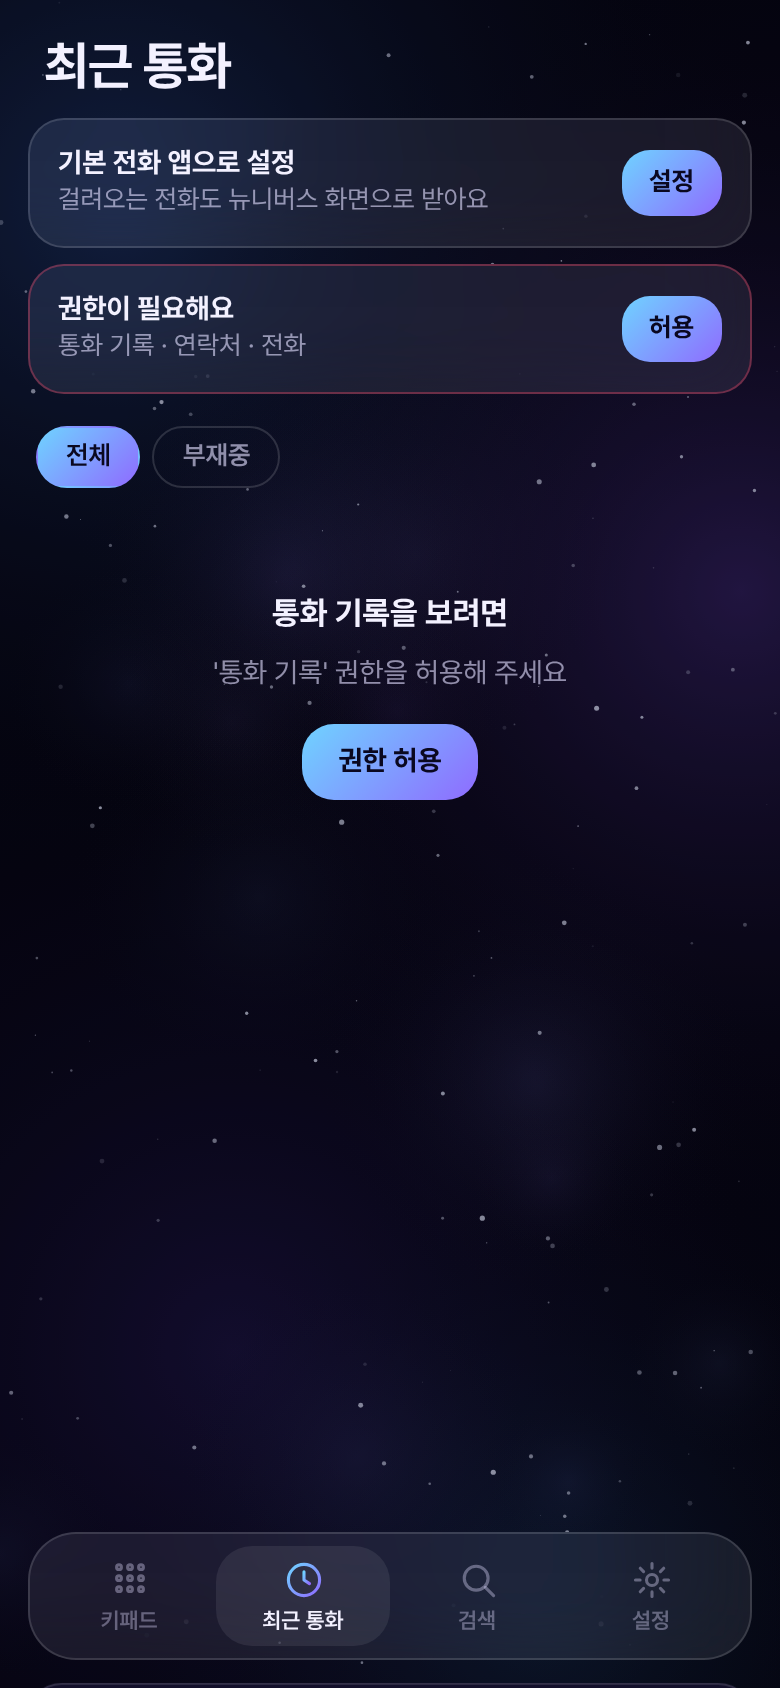 최근 통화
기본 전화 앱으로 설정
걸려오는 전화도 뉴니버스 화면으로 받아요
설정
권한이 필요해요
통화 기록 · 연락처 · 전화
허용
전체
부재중
통화 기록을 보려면
'통화 기록' 권한을 허용해 주세요
권한 허용
키패드
최근 통화
검색
설정